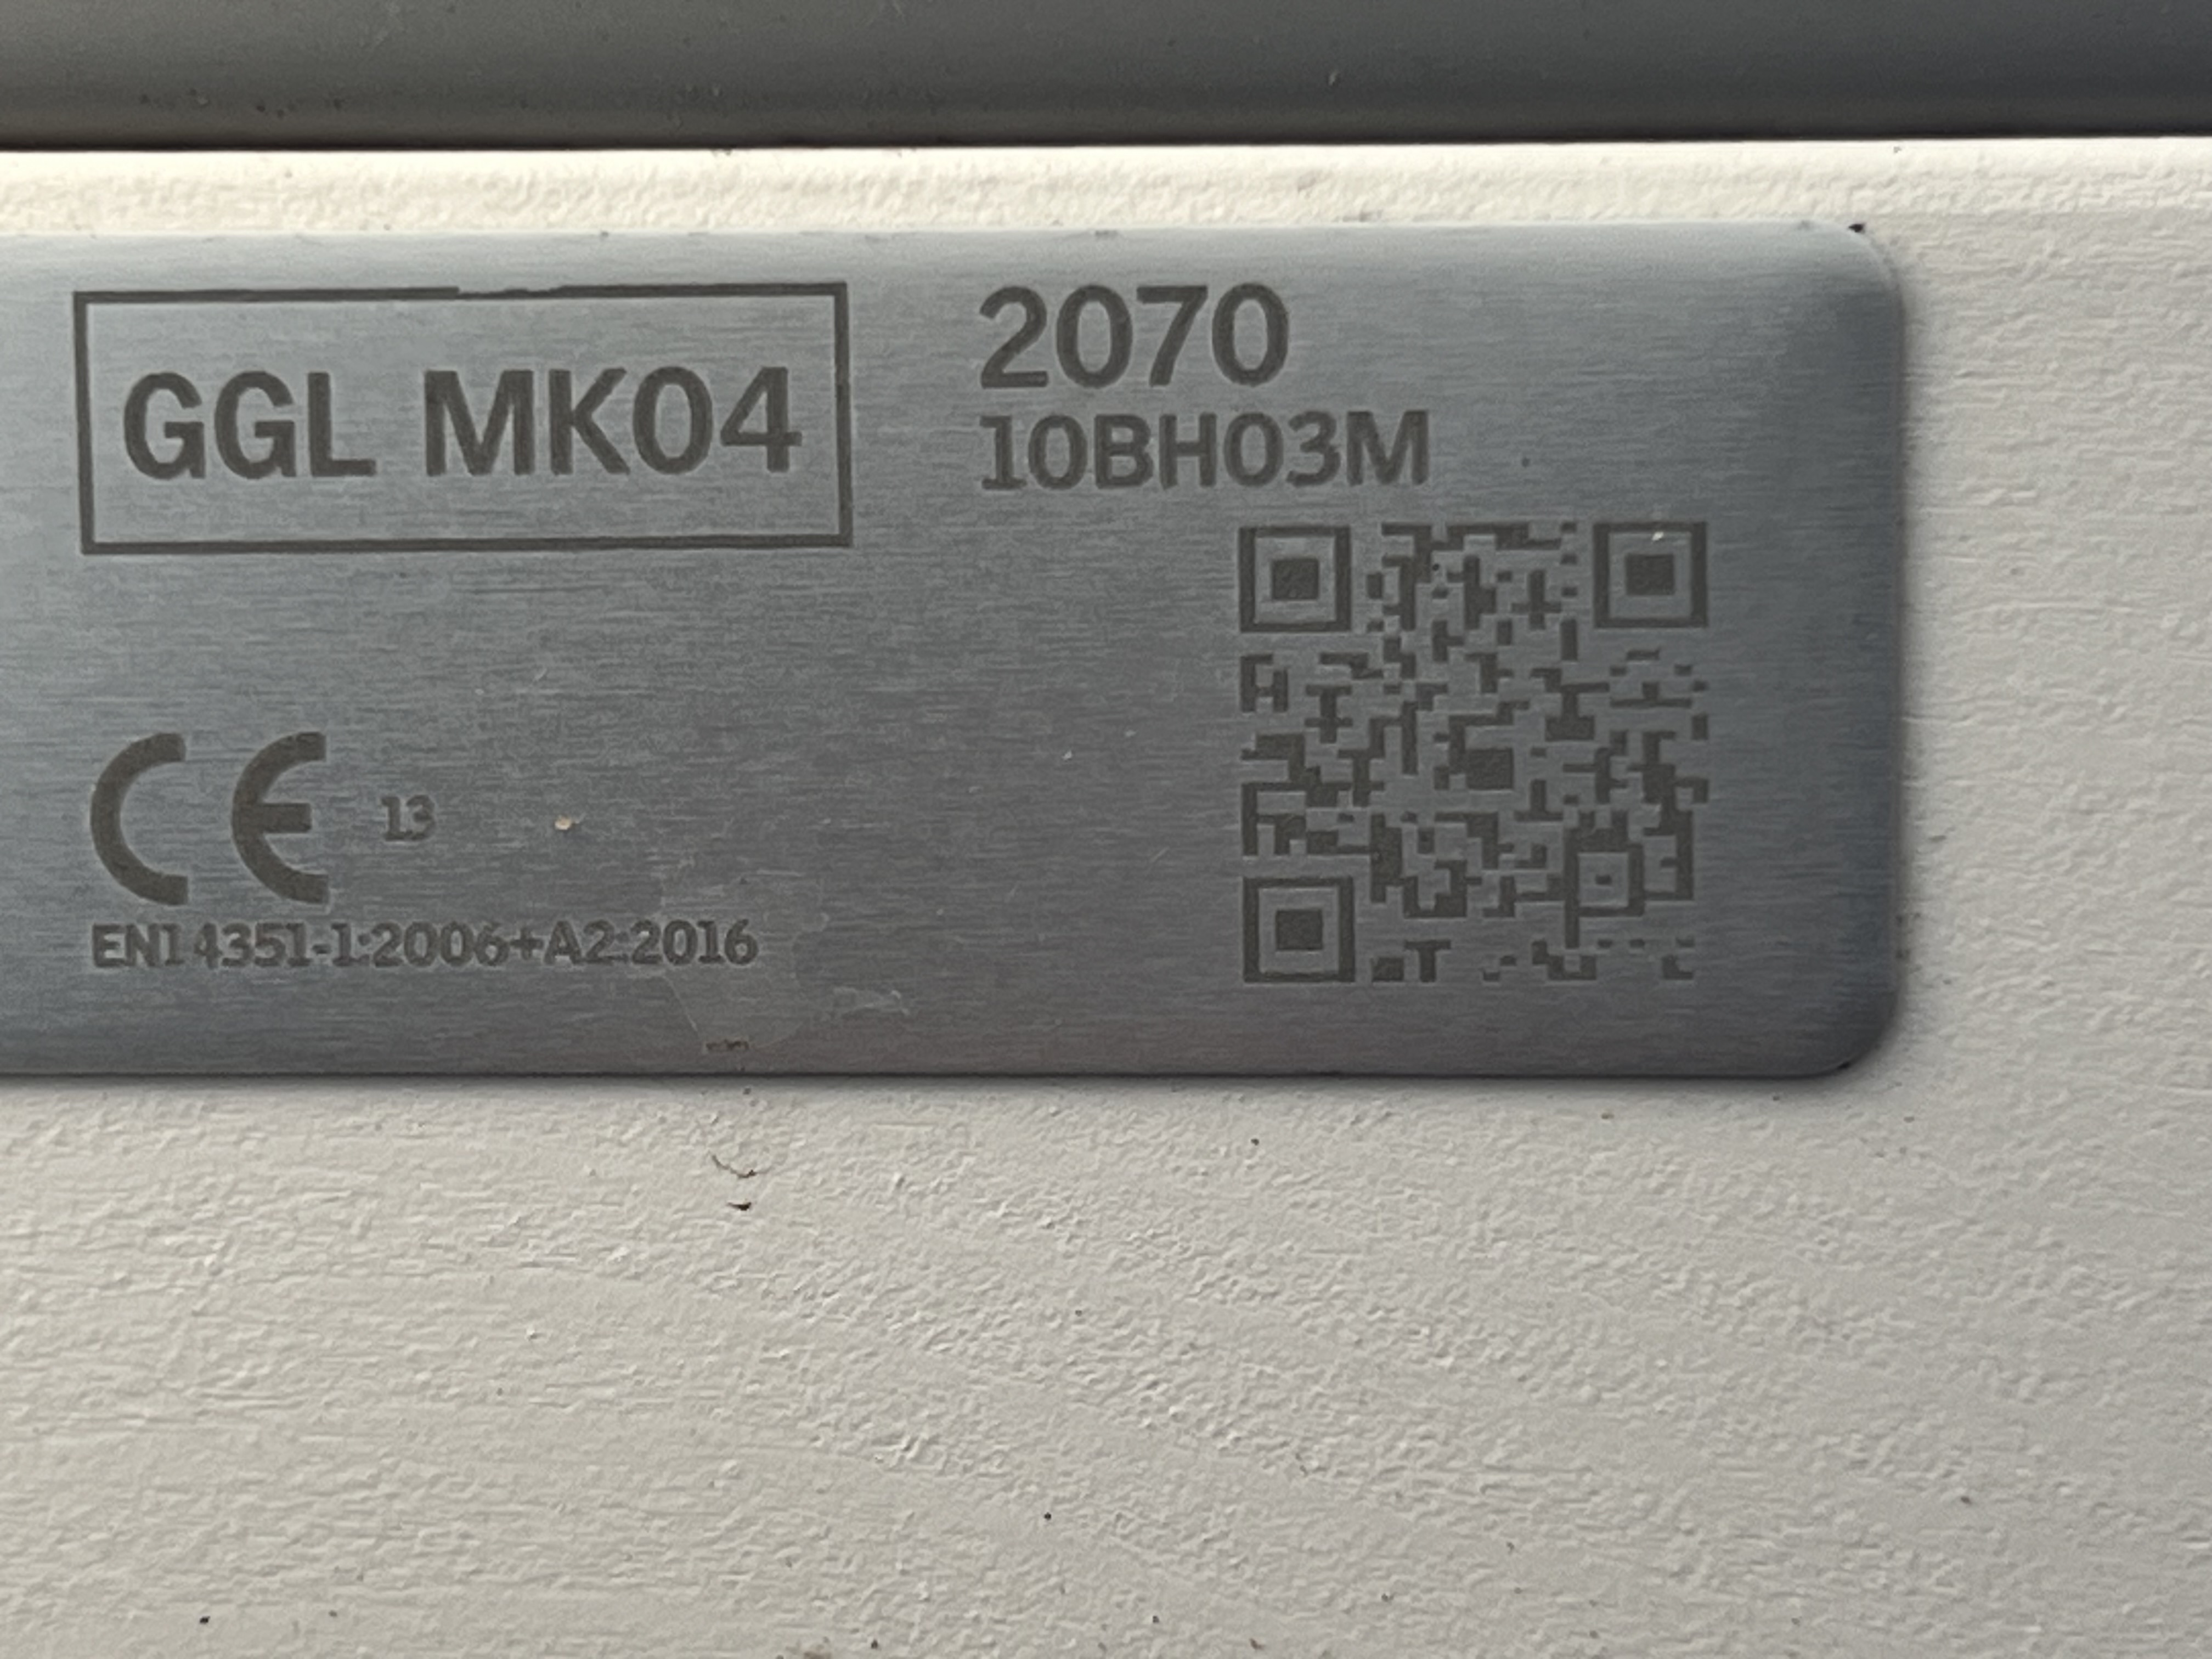 GGL MK04
2070
10BH03M
CE 13
EN14351-1:2006+A2:2016